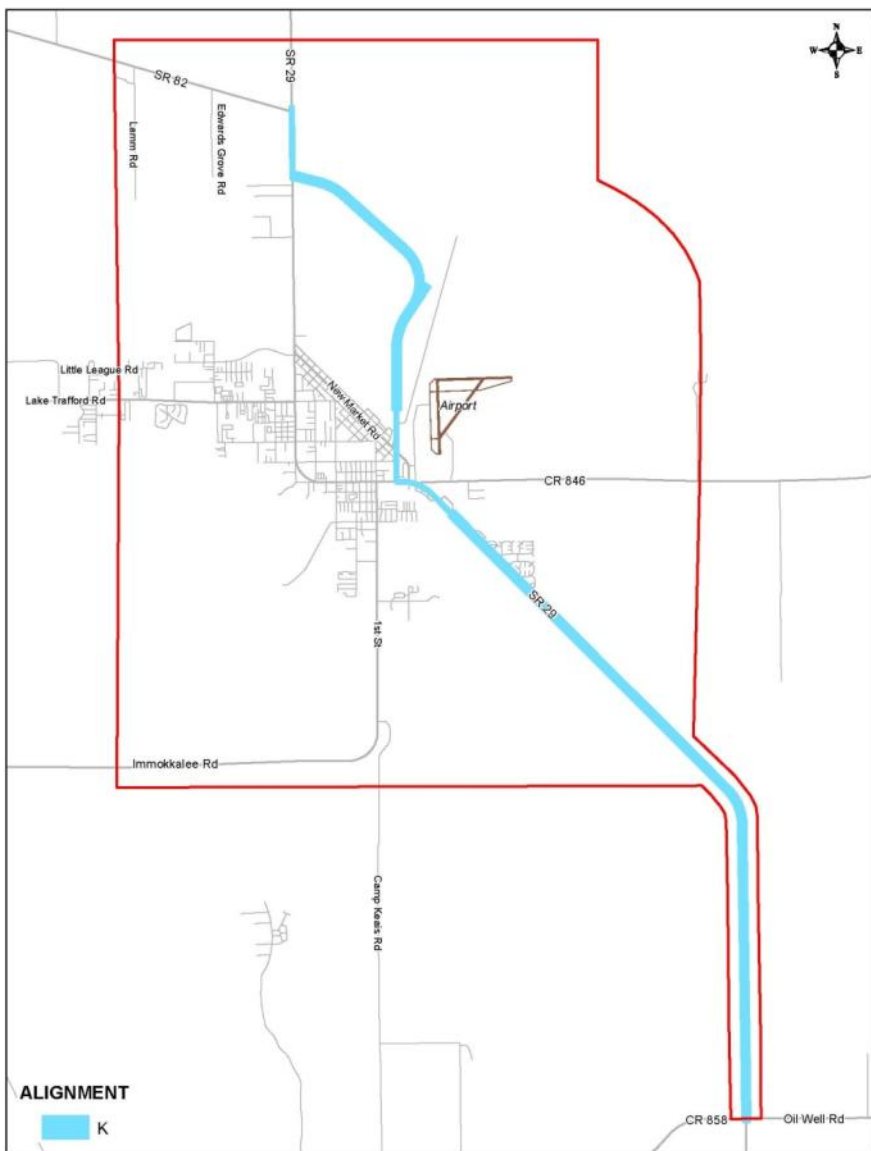 N
W E
S
SR 29
SR 82
Lamm Rd
Edwards Grove Rd
Little League Rd
Lake Trafford Rd
New Market Rd
Airport
CR 846
SR 29
1st St
Immokkalee Rd
Camp Keais Rd
ALIGNMENT
K
CR 858
Oil Well Rd